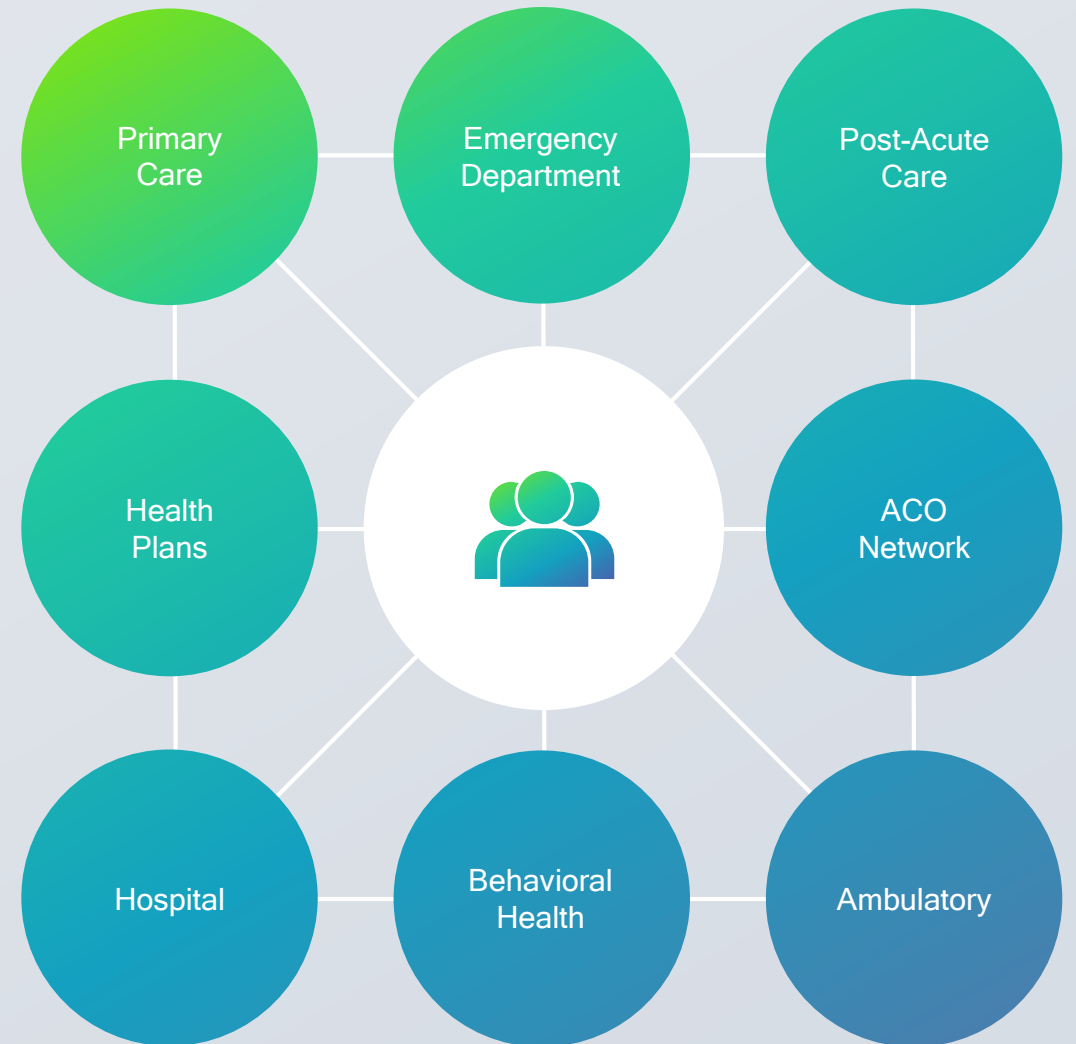 Primary
Care
Emergency
Department
Post-Acute
Care
Health
Plans
ACO
Network
Hospital
Behavioral
Health
Ambulatory